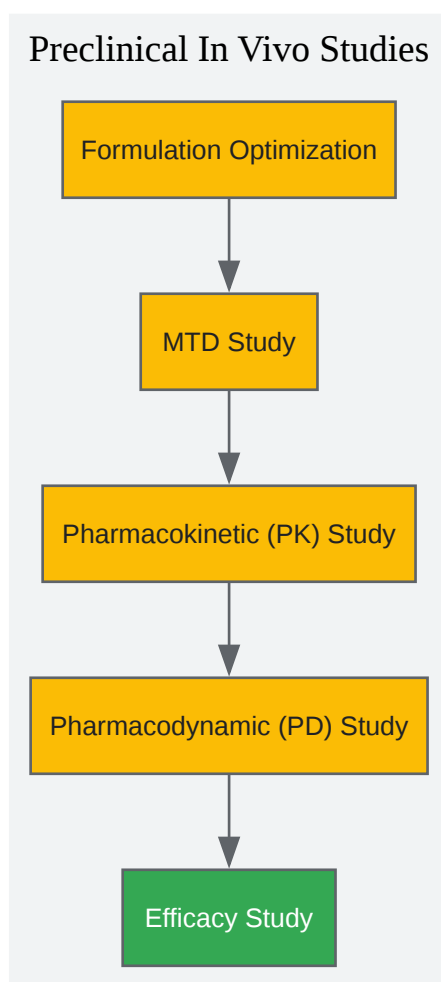 Preclinical In Vivo Studies
Formulation Optimization
MTD Study
Pharmacokinetic (PK) Study
Pharmacodynamic (PD) Study
Efficacy Study